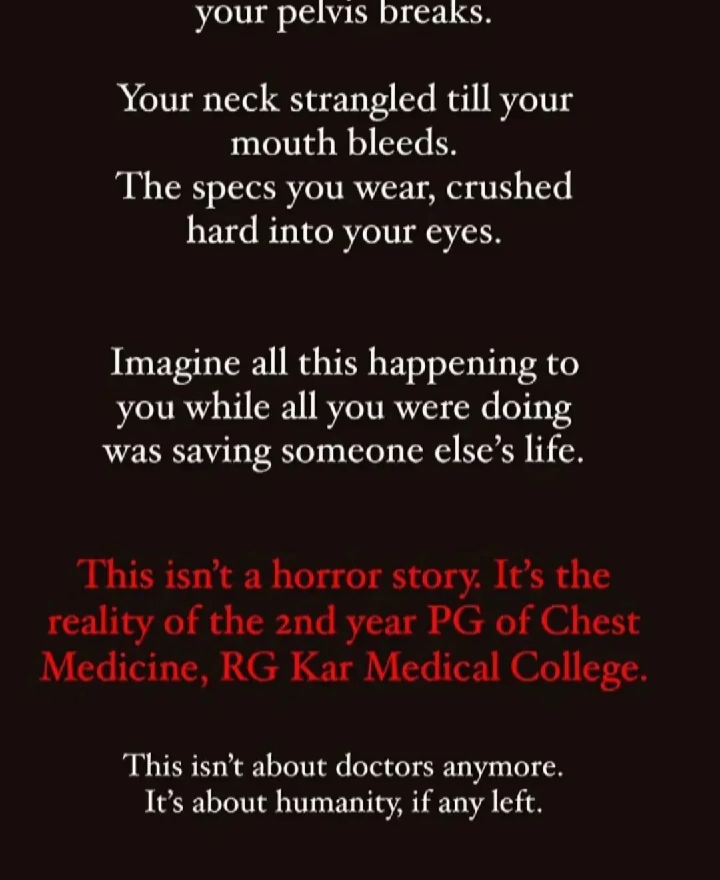 your pelvis breaks.
Your neck strangled till your
mouth bleeds.
The specs you wear, crushed
hard into your eyes.
Imagine all this happening to
you while all you were doing
was saving someone else’s life.
This isn’t a horror story. It’s the
reality of the 2nd year PG of Chest
Medicine, RG Kar Medical College.
This isn’t about doctors anymore.
It’s about humanity, if any left.